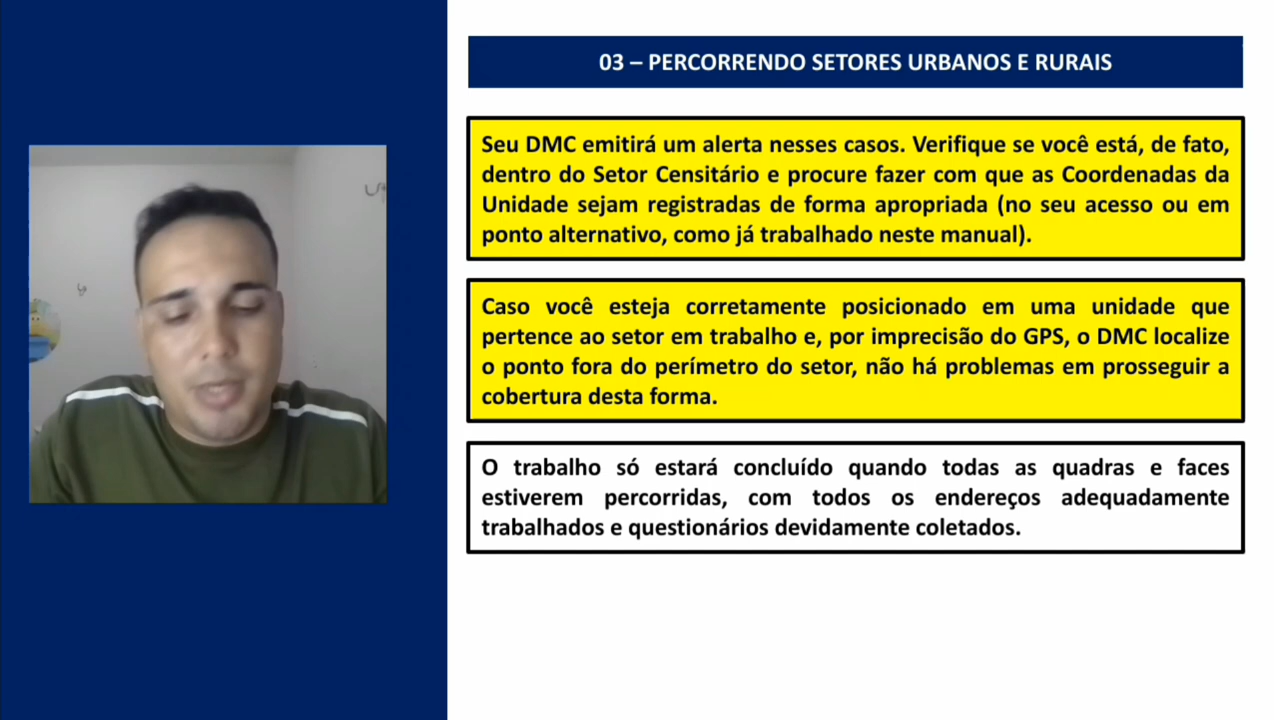 03 – PERCORRENDO SETORES URBANOS E RURAIS
Seu DMC emitirá um alerta nesses casos. Verifique se você está, de fato,
dentro do Setor Censitário e procure fazer com que as Coordenadas da
Unidade sejam registradas de forma apropriada (no seu acesso ou em
ponto alternativo, como já trabalhado neste manual).
Caso você esteja corretamente posicionado em uma unidade que
pertence ao setor em trabalho e, por imprecisão do GPS, o DMC localize
o ponto fora do perímetro do setor, não há problemas em prosseguir a
cobertura desta forma.
O trabalho só estará concluído quando todas as quadras e faces
estiverem percorridas, com todos os endereços adequadamente
trabalhados e questionários devidamente coletados.